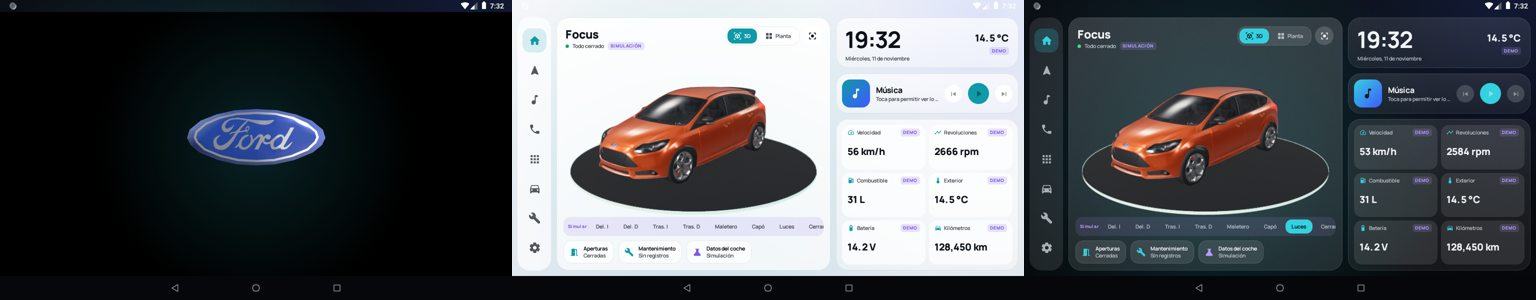 7:32
Ford
7:32
Focus
Todo cerrado SIMULACIÓN
3D Planta
19:32
Miércoles, 11 de noviembre
14.5 °C
DEMO
Música
Toca para permitir ver lo ...
Velocidad DEMO
56 km/h
Revoluciones DEMO
2666 rpm
Combustible DEMO
31 L
Exterior DEMO
14.5 °C
Batería DEMO
14.2 V
Kilómetros DEMO
128,450 km
Simular Del. I Del. D Tras. I Tras. D Maletero Capó Luces Cerra
Aperturas
Cerradas
Mantenimiento
Sin registros
Datos del coche
Simulación
7:32
Focus
Todo cerrado SIMULACIÓN
3D Planta
19:32
Miércoles, 11 de noviembre
14.5 °C
DEMO
Música
Toca para permitir ver lo ...
Velocidad DEMO
53 km/h
Revoluciones DEMO
2584 rpm
Combustible DEMO
31 L
Exterior DEMO
14.5 °C
Batería DEMO
14.2 V
Kilómetros DEMO
128,450 km
Simular Del. I Del. D Tras. I Tras. D Maletero Capó Luces Cerra
Aperturas
Cerradas
Mantenimiento
Sin registros
Datos del coche
Simulación